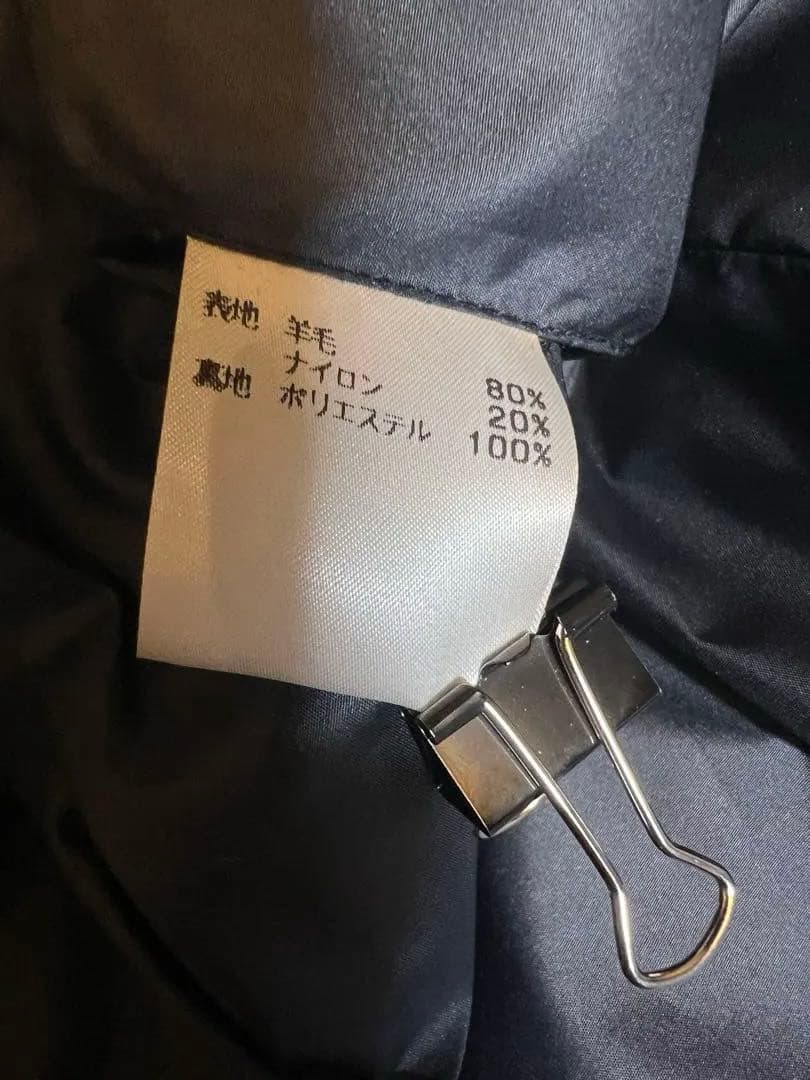 表地 羊毛 80%
ナイロン 20%
裏地 ポリエステル 100%